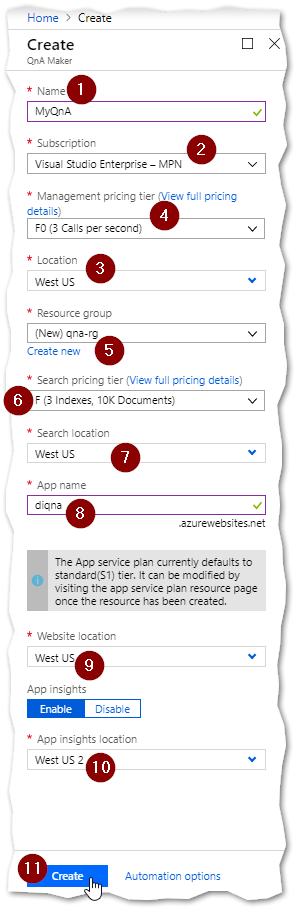 Home > Create
Create
QnA Maker
* Name 1
MyQnA
* Subscription 2
Visual Studio Enterprise – MPN
* Management pricing tier (View full pricing
details) 4
F0 (3 Calls per second)
* Location 3
West US
* Resource group
(New) qna-rg
Create new 5
* Search pricing tier (View full pricing details)
6 F (3 Indexes, 10K Documents)
* Search location
West US 7
* App name
diqna 8
.azurewebsites.net
The App service plan currently defaults to
standard(S1) tier. It can be modified by
visiting the app service plan resource page
once the resource has been created.
* Website location
West US 9
App insights
Enable Disable
* App insights location
West US 2 10
11 Create Automation options